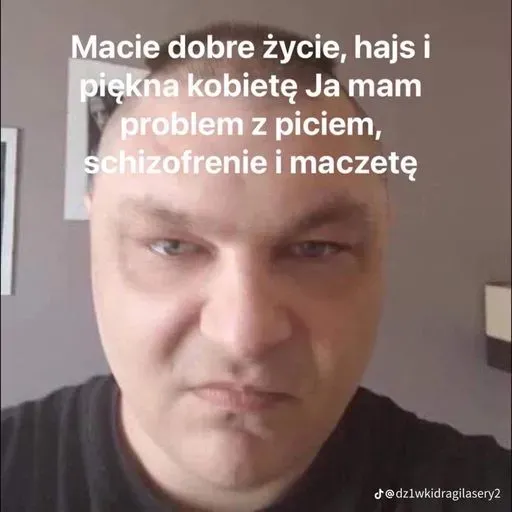 Macie dobre życie, hajs i
piękna kobietę Ja mam
problem z piciem,
schizofrenie i maczetę
@dz1wkidragilasery2